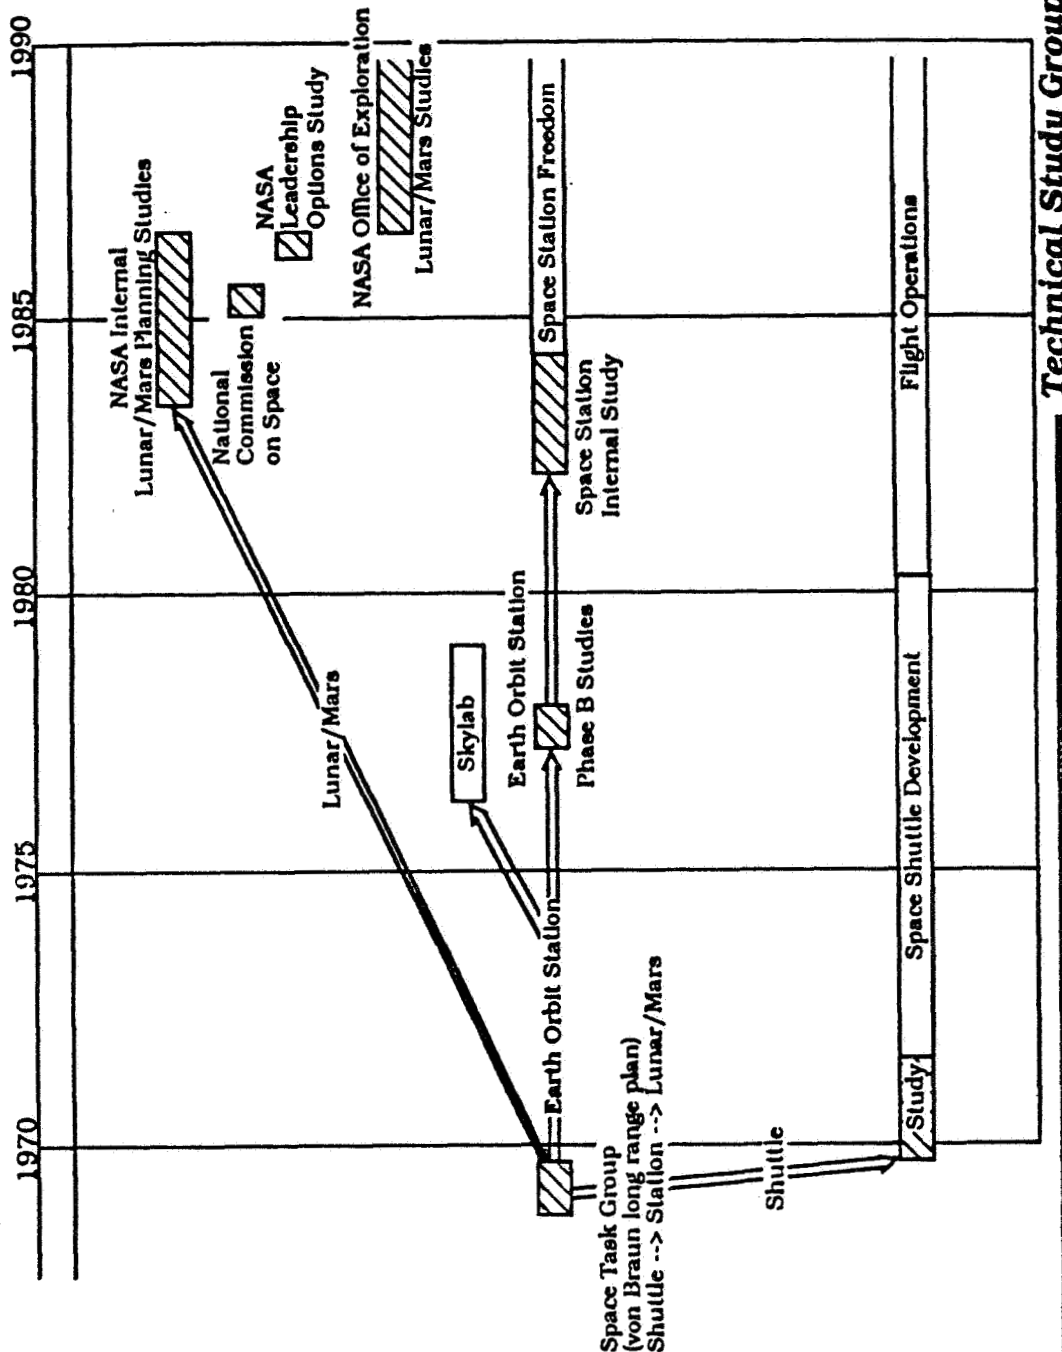 1970
1975
1980
1985
1990
NASA Internal
Lunar/Mars Planning Studies
National
Commission
on Space
NASA
Leadership
Options Study
NASA Office of Exploration
Lunar/Mars Studies
Lunar/Mars
Skylab
Earth Orbit Station
Earth Orbit Station
Phase B Studies
Space Station
Internal Study
Space Station Freedom
Space Task Group
(von Braun long range plan)
Shuttle --> Station --> Lunar/Mars
Shuttle
Study
Space Shuttle Development
Flight Operations
Technical Study Group